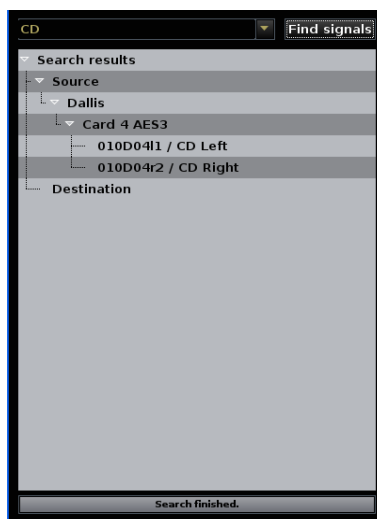 CD
Find signals
Search results
Source
Dallis
Card 4 AES3
010D04l1 / CD Left
010D04r2 / CD Right
Destination
Search finished.